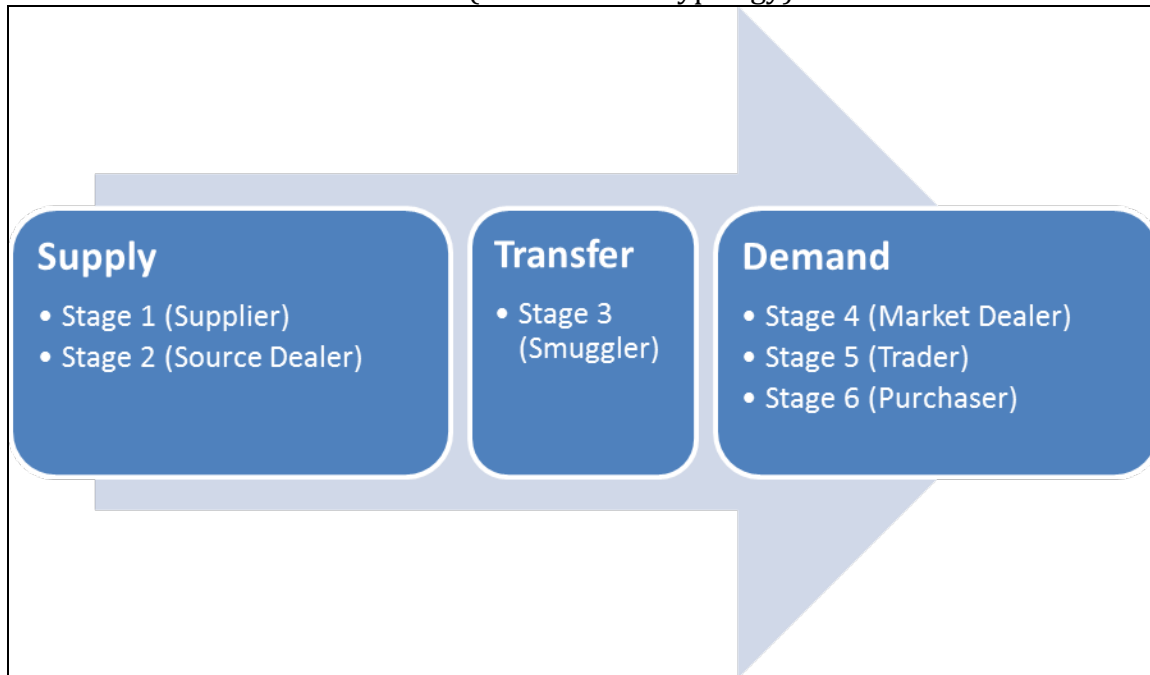 Supply
• Stage 1 (Supplier)
• Stage 2 (Source Dealer)
Transfer
• Stage 3
(Smuggler)
Demand
• Stage 4 (Market Dealer)
• Stage 5 (Trader)
• Stage 6 (Purchaser)